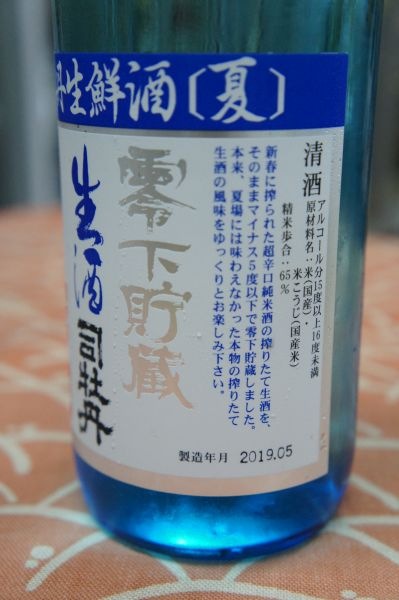 丹生鮮酒〔夏〕
清酒
アルコール分15度以上16度未満
原材料名：米(国産)・
米こうじ(国産米)
精米歩合：65%
新春に搾られた超辛口純米酒の搾りたて生酒を、
そのままマイナス5度以下で零下貯蔵しました。
本来、夏場には味わえなかった本物の搾りたて
生酒の風味をゆっくりとお楽しみ下さい。
零下貯蔵
生酒
司牡丹
製造年月 2019.05